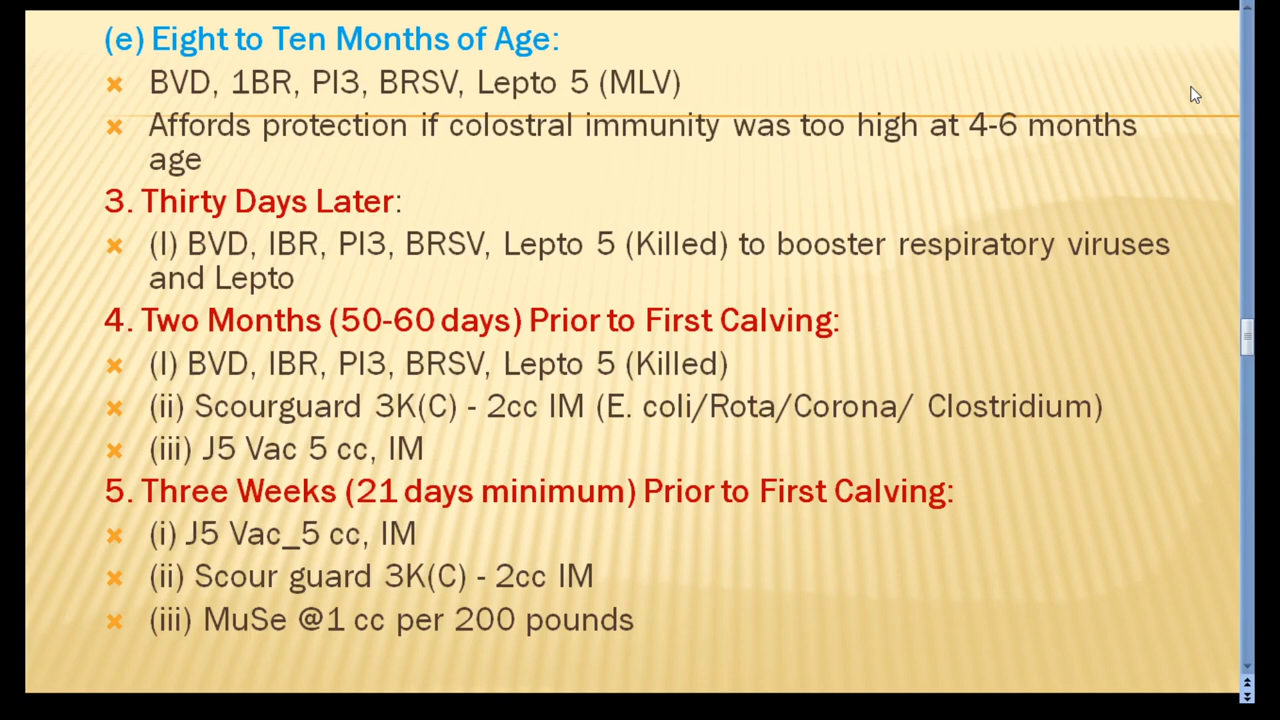 (e) Eight to Ten Months of Age:
BVD, 1BR, PI3, BRSV, Lepto 5 (MLV)
Affords protection if colostral immunity was too high at 4-6 months
age
3. Thirty Days Later:
(I) BVD, IBR, PI3, BRSV, Lepto 5 (Killed) to booster respiratory viruses
and Lepto
4. Two Months (50-60 days) Prior to First Calving:
(I) BVD, IBR, PI3, BRSV, Lepto 5 (Killed)
(ii) Scourguard 3K(C) - 2cc IM (E. coli/Rota/Corona/ Clostridium)
(iii) J5 Vac 5 cc, IM
5. Three Weeks (21 days minimum) Prior to First Calving:
(i) J5 Vac_5 cc, IM
(ii) Scour guard 3K(C) - 2cc IM
(iii) MuSe @1 cc per 200 pounds